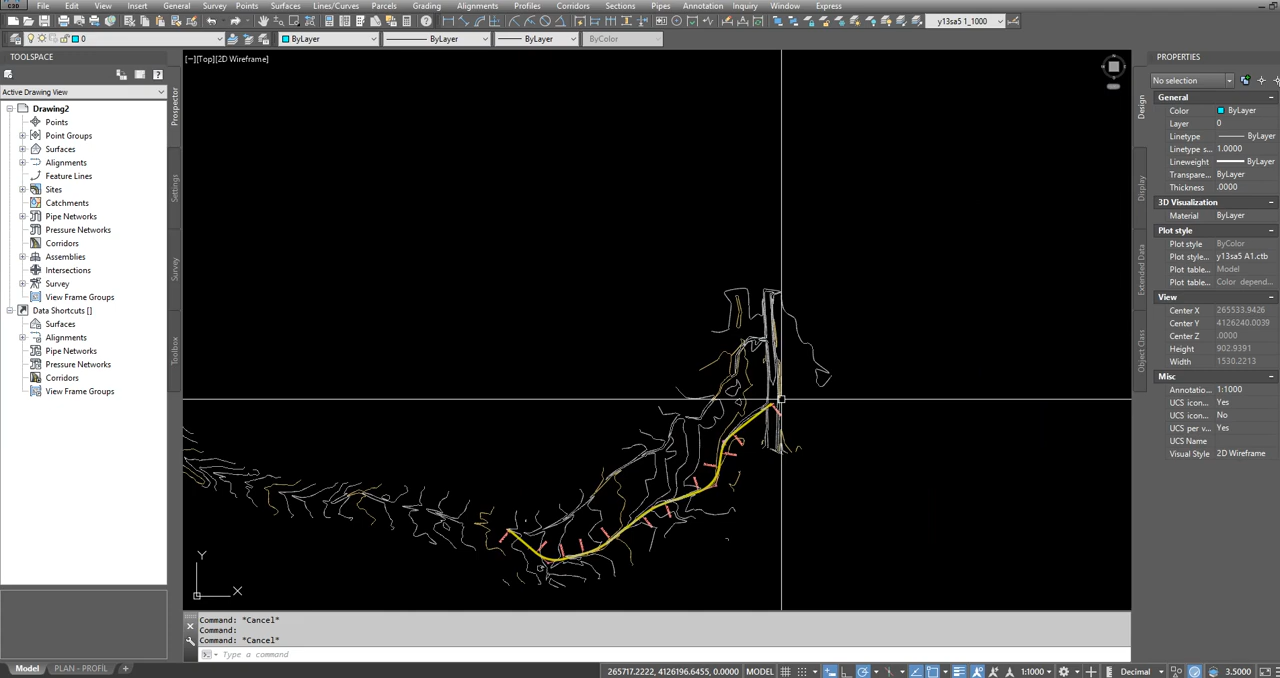 C3D File Edit View Insert General Survey Points Surfaces Lines/Curves Parcels Grading Alignments Profiles Corridors Sections Pipes Annotation Inquiry Window Express
y13sa5 1_1000
0 ByLayer ByLayer ByLayer ByColor
TOOLSPACE
Active Drawing View
Drawing2
Points
Point Groups
Surfaces
Alignments
Feature Lines
Sites
Catchments
Pipe Networks
Pressure Networks
Corridors
Assemblies
Intersections
Survey
View Frame Groups
Data Shortcuts []
Surfaces
Alignments
Pipe Networks
Pressure Networks
Corridors
View Frame Groups
Prospector
Settings
Survey
Toolbox
[−][Top][2D Wireframe]
Y
X
Command: *Cancel*
Command:
Command: *Cancel*
Type a command
PROPERTIES
No selection
Design
Display
Extended Data
Object Class
General
Color ByLayer
Layer 0
Linetype ByLayer
Linetype s... 1.0000
Lineweight ByLayer
Transpare... ByLayer
Thickness .0000
3D Visualization
Material ByLayer
Plot style
Plot style ByColor
Plot style... y13sa5 A1.ctb
Plot table... Model
Plot table... Color depend...
View
Center X 265533.9426
Center Y 4126240.0039
Center Z .0000
Height 902.9391
Width 1530.2213
Misc
Annotatio... 1:1000
UCS icon... Yes
UCS icon... No
UCS per v... Yes
UCS Name
Visual Style 2D Wireframe
Model PLAN - PROFIL +
265717.2222, 4126196.6455, 0.0000 MODEL 1:1000 Decimal 3.5000